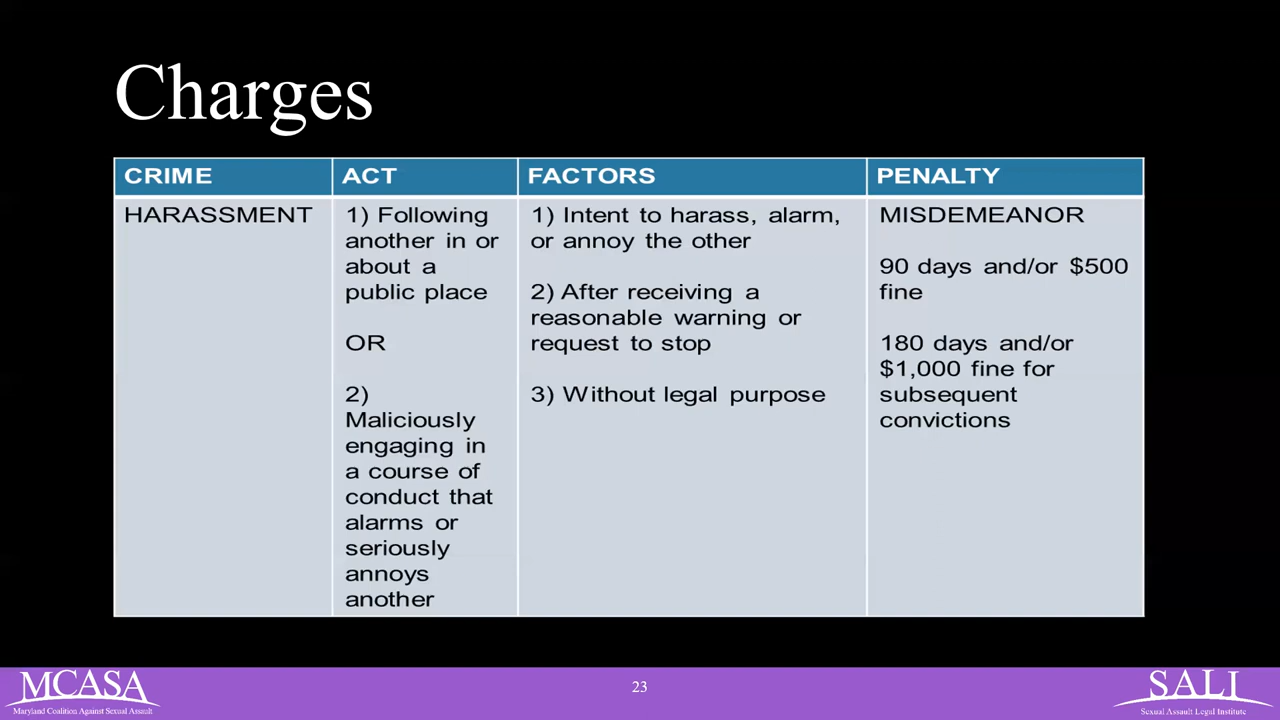 Charges
CRIME
ACT
FACTORS
PENALTY
HARASSMENT
1) Following
another in or
about a
public place
OR
2)
Maliciously
engaging in
a course of
conduct that
alarms or
seriously
annoys
another
1) Intent to harass, alarm,
or annoy the other
2) After receiving a
reasonable warning or
request to stop
3) Without legal purpose
MISDEMEANOR
90 days and/or $500
fine
180 days and/or
$1,000 fine for
subsequent
convictions
MCASA
Maryland Coalition Against Sexual Assault
23
SALI
Sexual Assault Legal Institute